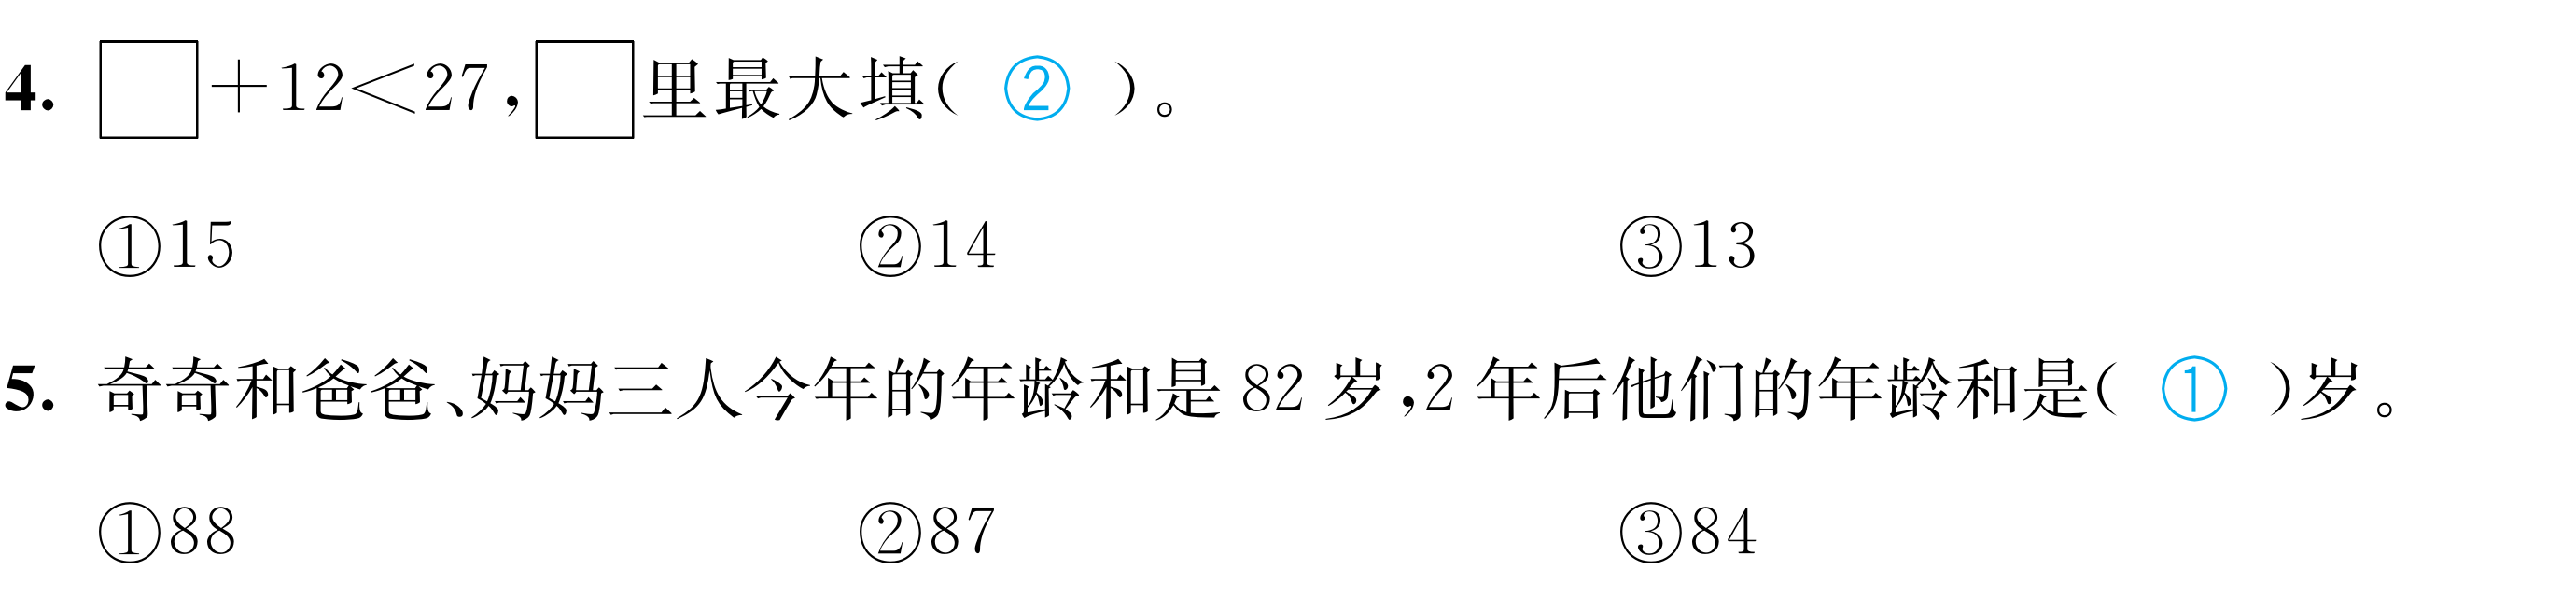 4. □+12<27,□里最大填( ② )。
①15 ②14 ③13
5. 奇奇和爸爸、妈妈三人今年的年龄和是 82 岁,2 年后他们的年龄和是( ① )岁。
①88 ②87 ③84